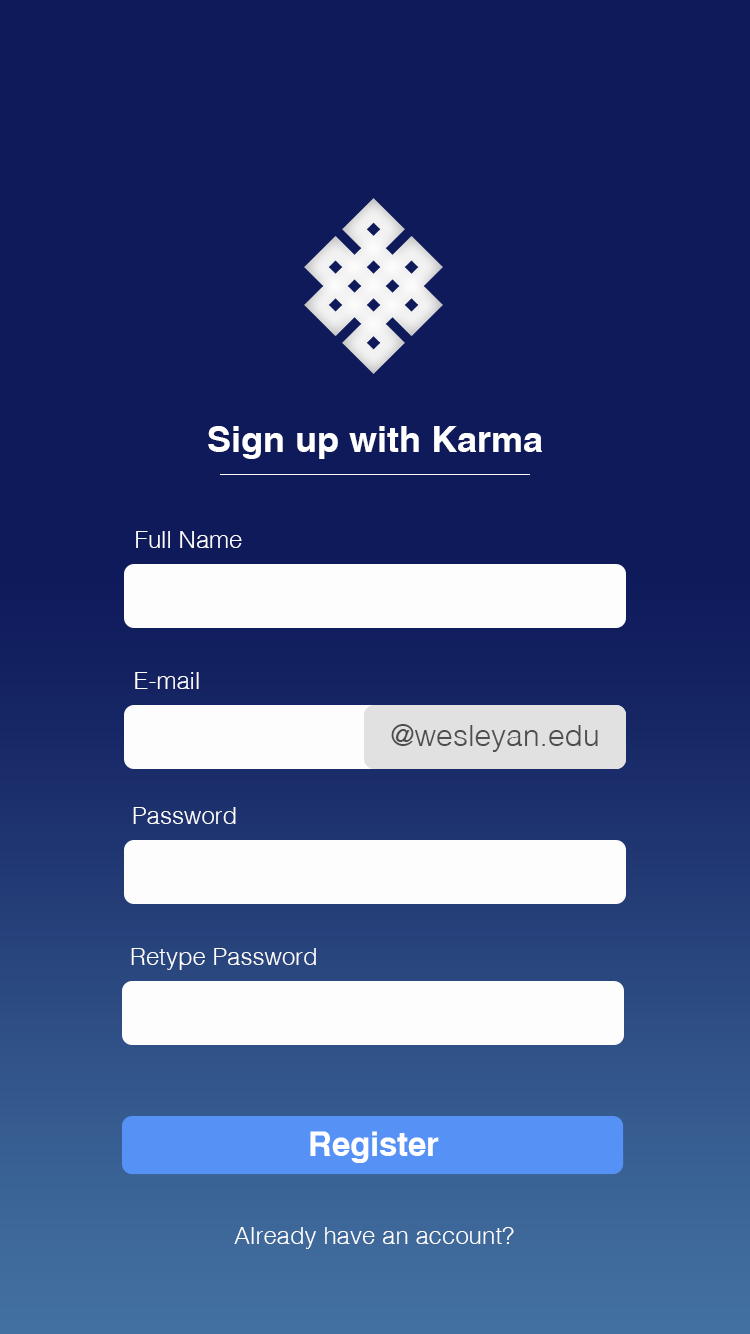 Sign up with Karma
Full Name
E-mail
@wesleyan.edu
Password
Retype Password
Register
Already have an account?